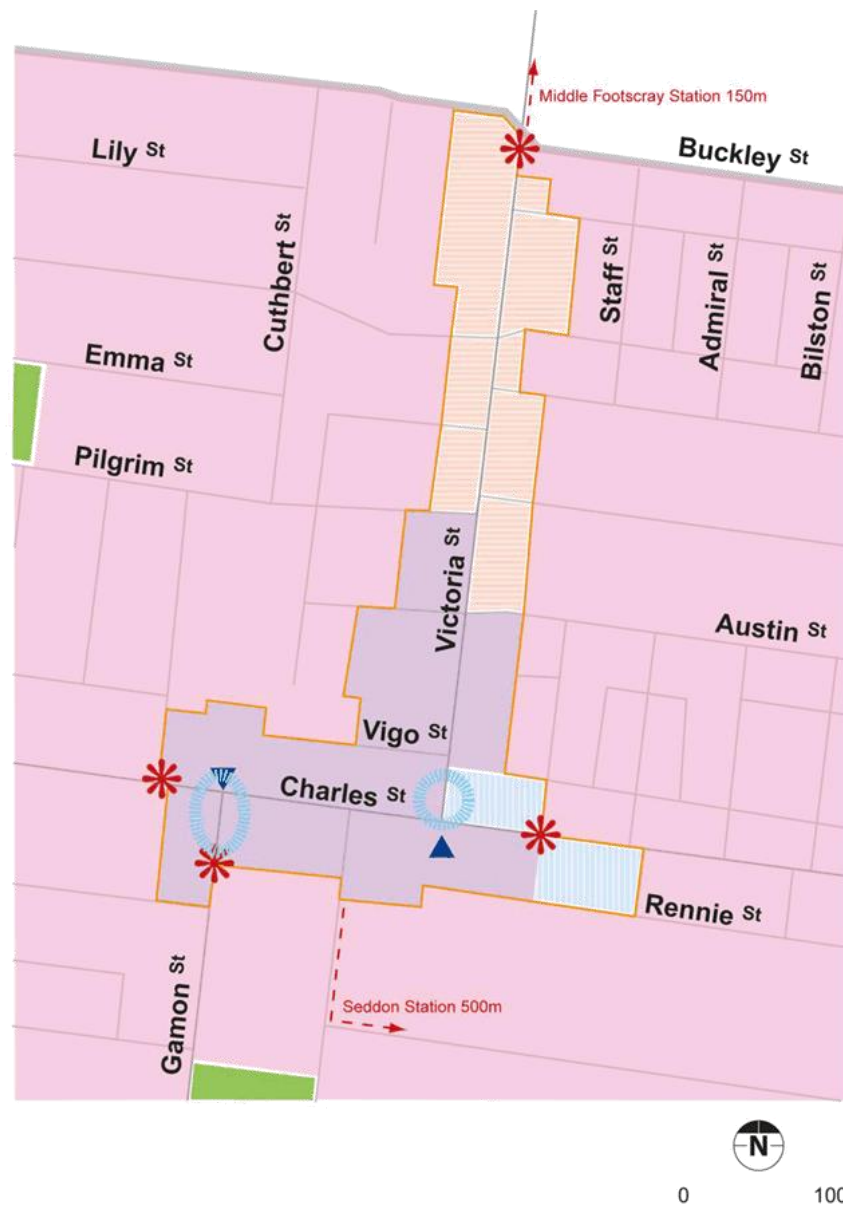 Middle Footscray Station 150m
Buckley St
Lily St
Cuthbert St
Staff St
Admiral St
Bilston St
Emma St
Pilgrim St
Victoria St
Austin St
Vigo St
Charles St
Rennie St
Gamon St
Seddon Station 500m
N
0 100